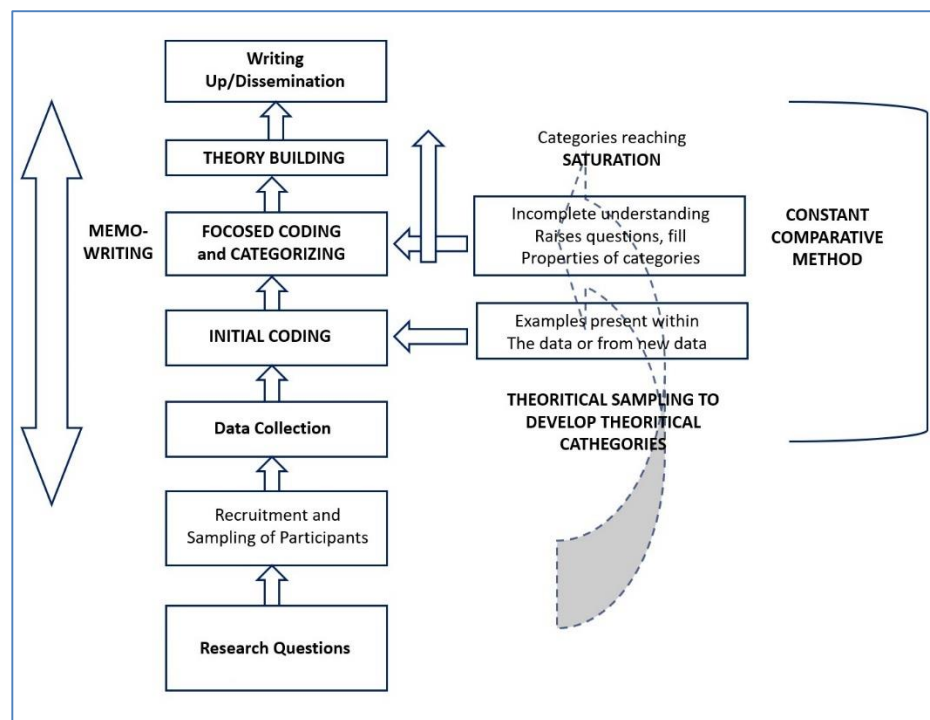 Writing
Up/Dissemination
THEORY BUILDING
MEMO-
WRITING
FOCUSED CODING
and CATEGORIZING
INITIAL CODING
Data Collection
Recruitment and
Sampling of Participants
Research Questions
Categories reaching
SATURATION
Incomplete understanding
Raises questions, fill
Properties of categories
Examples present within
The data or from new data
THEORITICAL SAMPLING TO
DEVELOP THEORITICAL
CATHEGORIES
CONSTANT
COMPARATIVE
METHOD